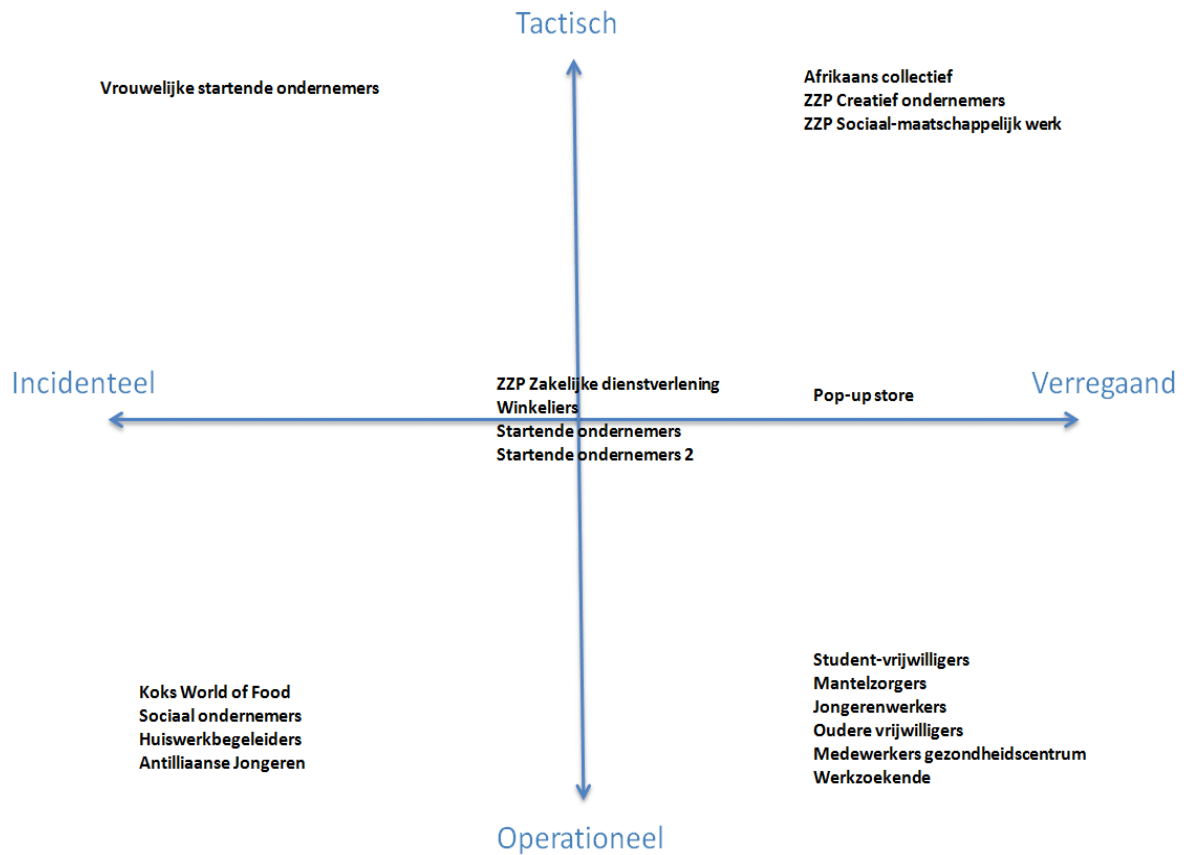 Tactisch
Vrouwelijke startende ondernemers
Afrikaans collectief
ZZP Creatief ondernemers
ZZP Sociaal-maatschappelijk werk
Incidenteel
ZZP Zakelijke dienstverlening
Winkeliers
Startende ondernemers
Startende ondernemers 2
Pop-up store
Verregaand
Koks World of Food
Sociaal ondernemers
Huiswerkbegeleiders
Antilliaanse Jongeren
Student-vrijwilligers
Mantelzorgers
Jongerenwerkers
Oudere vrijwilligers
Medewerkers gezondheidscentrum
Werkzoekende
Operationeel